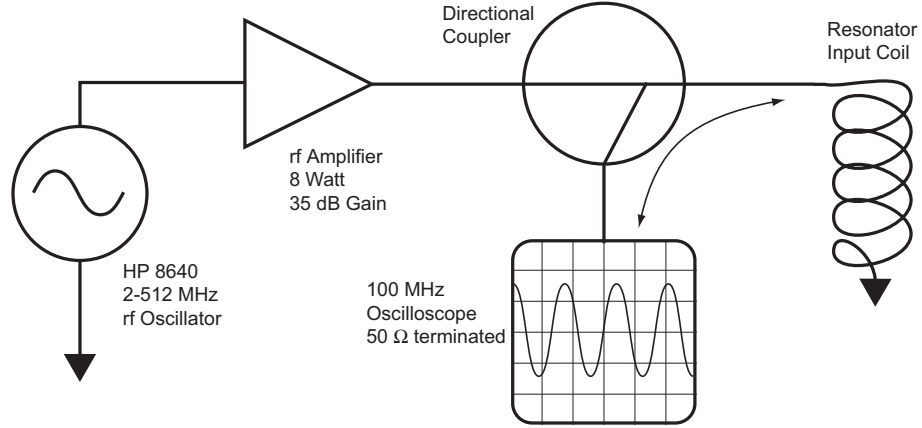 Directional
Coupler
Resonator
Input Coil
rf Amplifier
8 Watt
35 dB Gain
HP 8640
2-512 MHz
rf Oscillator
100 MHz
Oscilloscope
50 Ω terminated